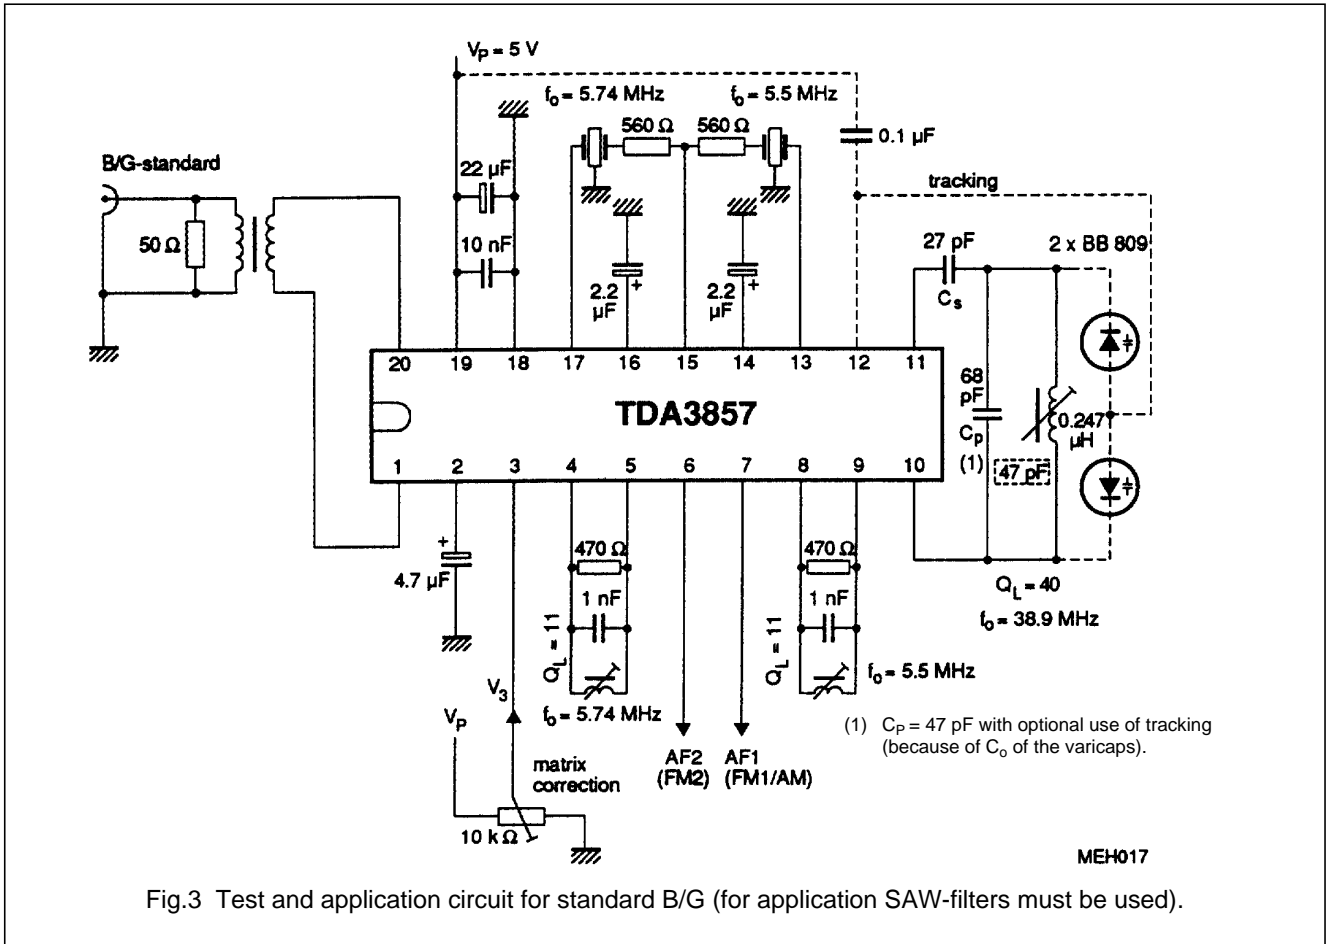 V_P = 5 V
f_o = 5.74 MHz
f_o = 5.5 MHz
560 Ω
560 Ω
0.1 µF
B/G-standard
22 µF
tracking
50 Ω
10 nF
27 pF
2 x BB 809
2.2
µF
2.2
µF
C_s
20 19 18 17 16 15 14 13 12 11
TDA3857
68
pF
C_p
(1)
0.247
µH
47 pF
1 2 3 4 5 6 7 8 9 10
+
+
+
4.7 µF
470 Ω
470 Ω
1 nF
1 nF
Q_L = 11
Q_L = 11
Q_L = 40
f_o = 38.9 MHz
f_o = 5.74 MHz
f_o = 5.5 MHz
V_3
V_P
matrix
correction
10 k Ω
AF2
(FM2)
AF1
(FM1/AM)
(1) C_P = 47 pF with optional use of tracking
(because of C_o of the varicaps).
MEH017
Fig.3 Test and application circuit for standard B/G (for application SAW-filters must be used).